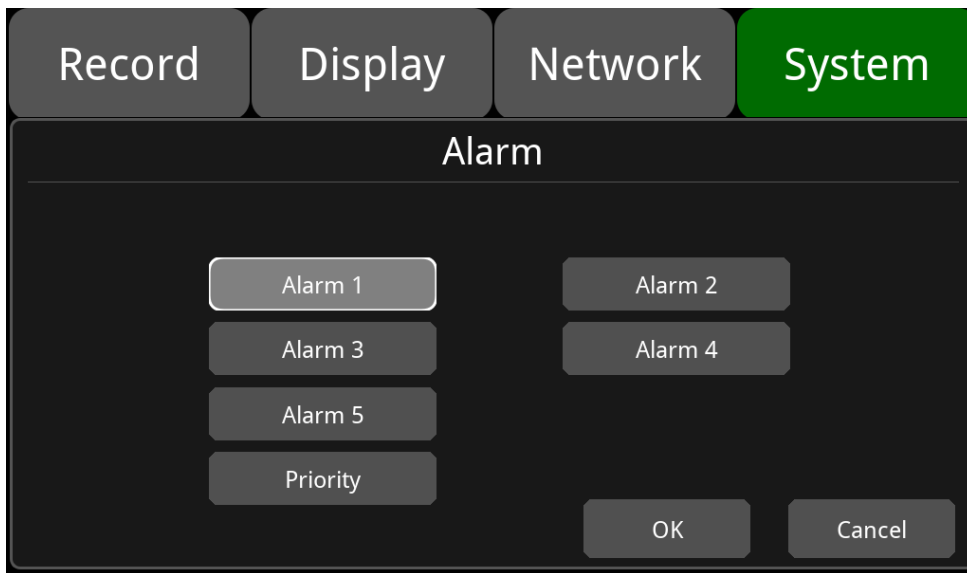 Record Display Network System
Alarm
Alarm 1 Alarm 2
Alarm 3 Alarm 4
Alarm 5
Priority
OK Cancel